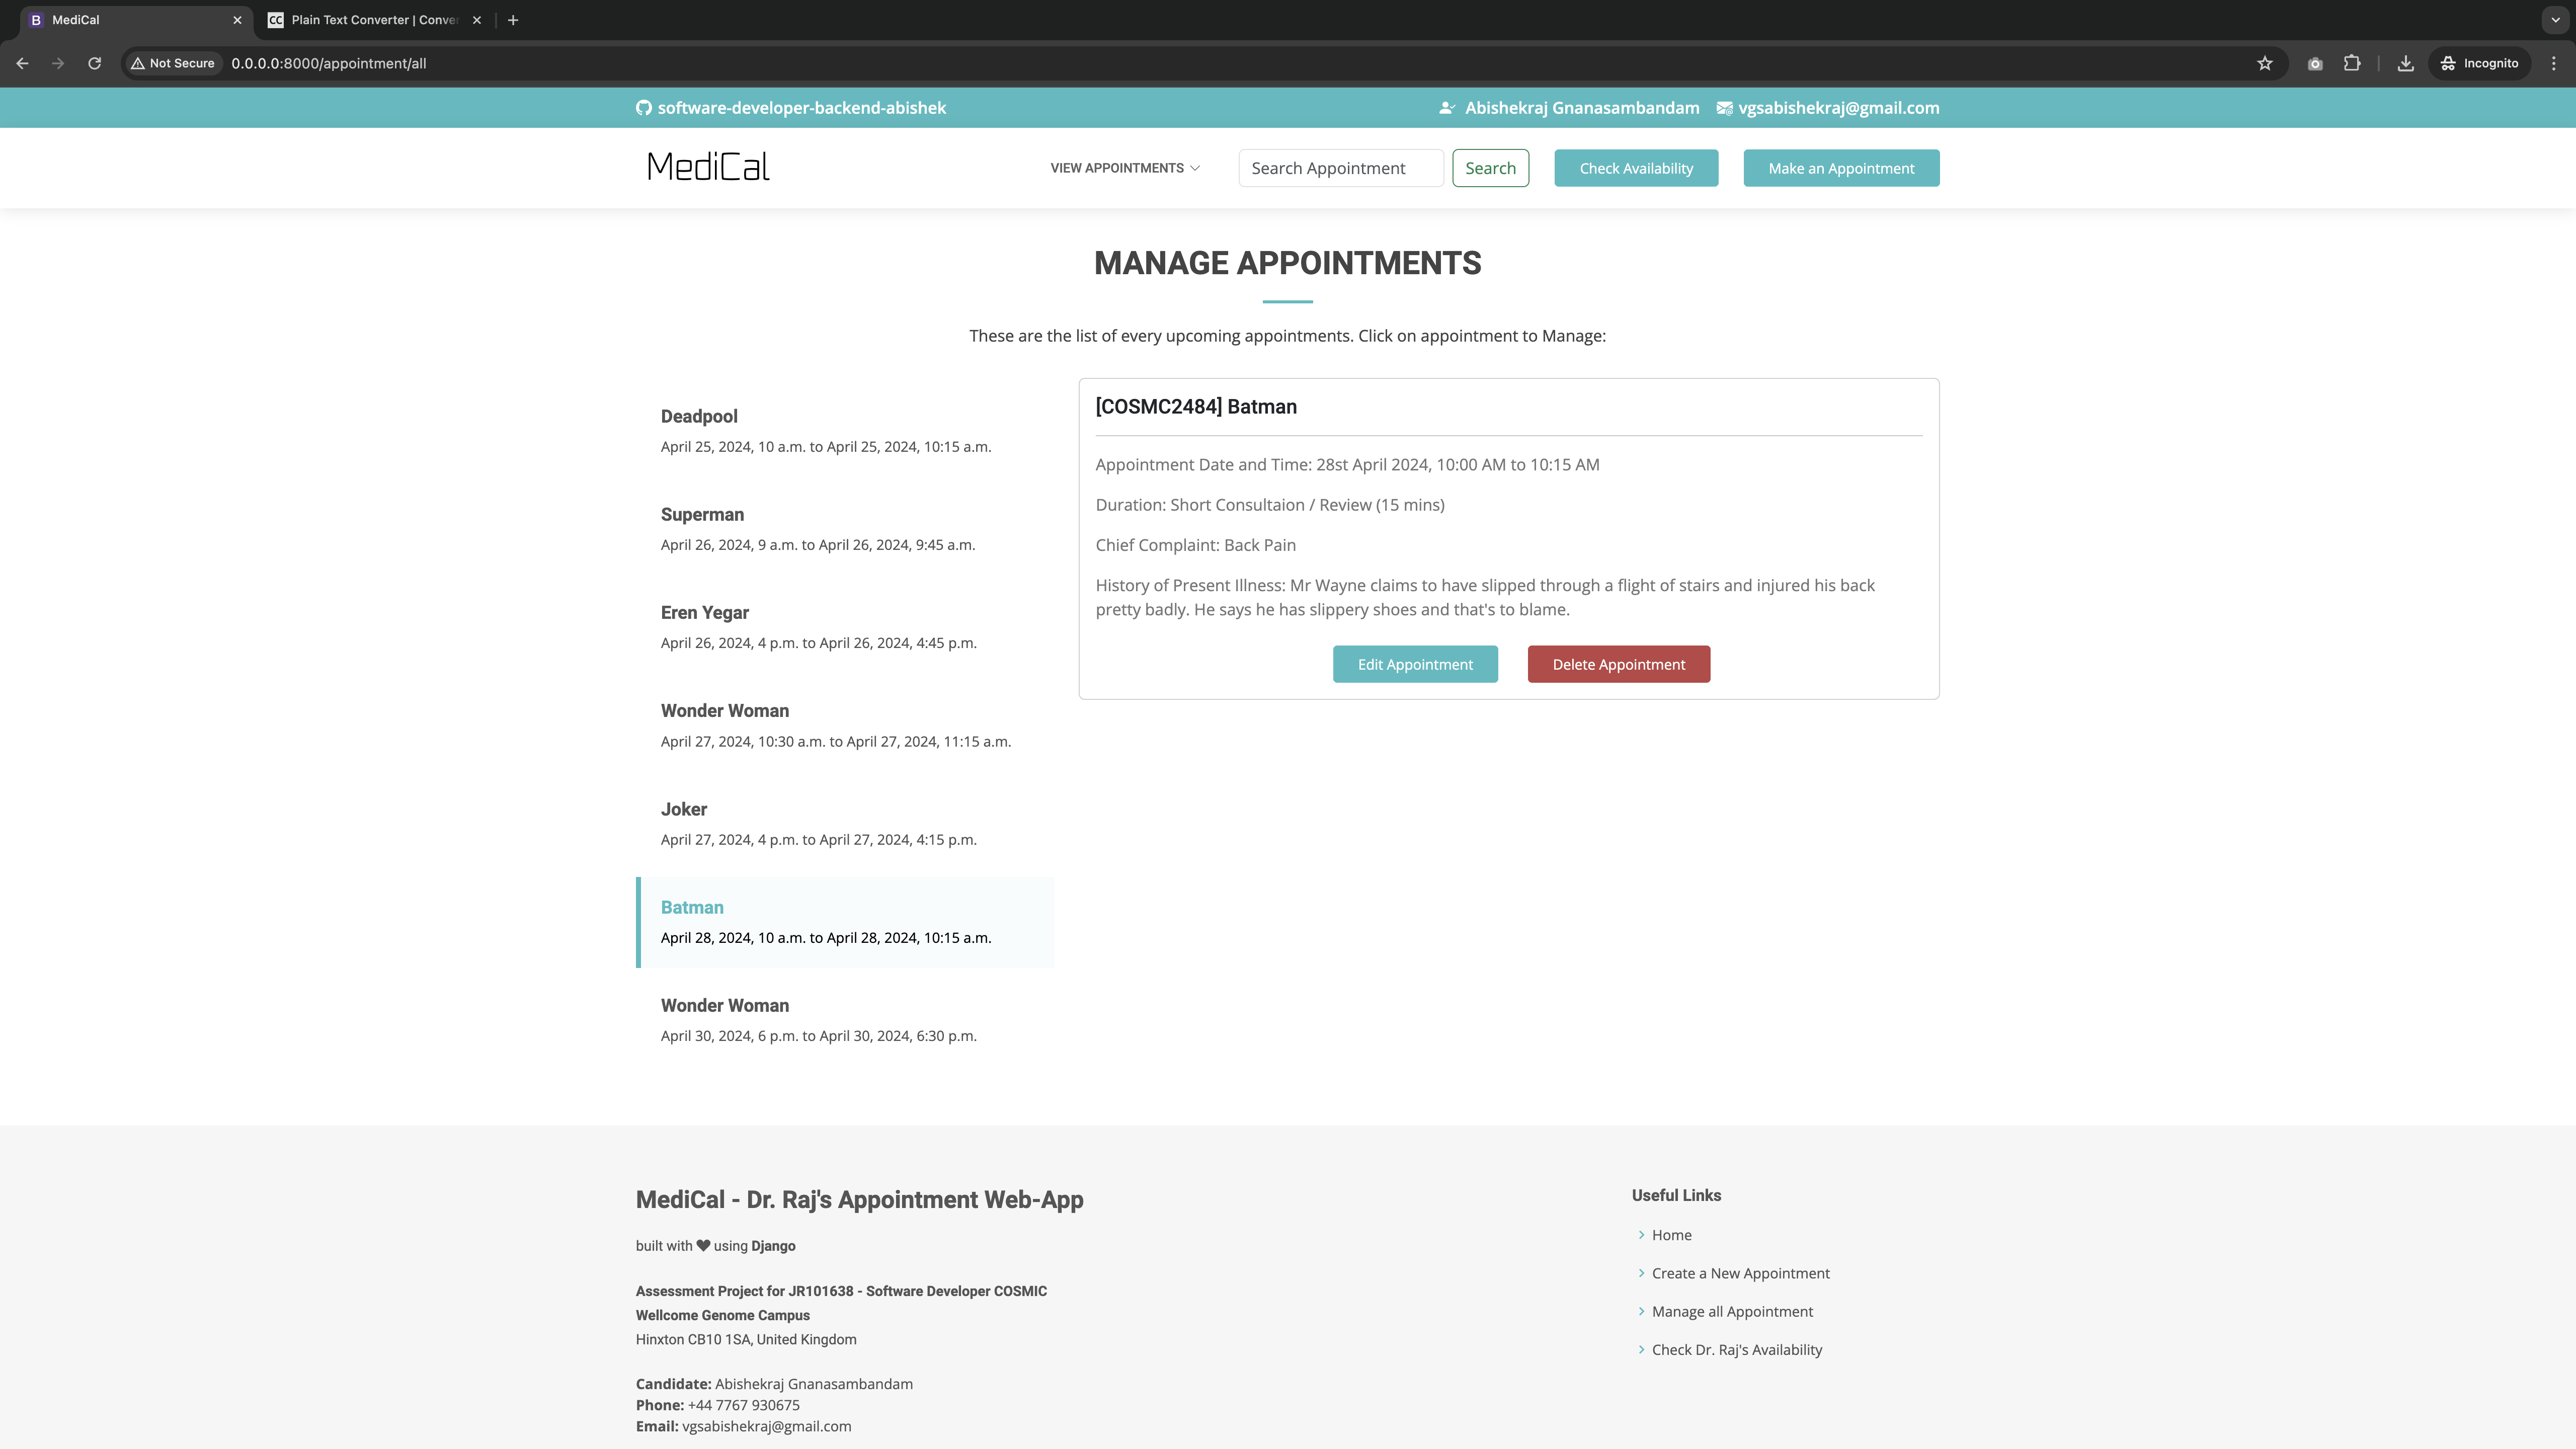 MediCal
Plain Text Converter | Conver
Not Secure
0.0.0.0:8000/appointment/all
Incognito
software-developer-backend-abishek
Abishekraj Gnanasambandam
vgsabishekraj@gmail.com
MediCal
VIEW APPOINTMENTS
Search Appointment
Search
Check Availability
Make an Appointment
MANAGE APPOINTMENTS
These are the list of every upcoming appointments. Click on appointment to Manage:
Deadpool
April 25, 2024, 10 a.m. to April 25, 2024, 10:15 a.m.
Superman
April 26, 2024, 9 a.m. to April 26, 2024, 9:45 a.m.
Eren Yegar
April 26, 2024, 4 p.m. to April 26, 2024, 4:45 p.m.
Wonder Woman
April 27, 2024, 10:30 a.m. to April 27, 2024, 11:15 a.m.
Joker
April 27, 2024, 4 p.m. to April 27, 2024, 4:15 p.m.
Batman
April 28, 2024, 10 a.m. to April 28, 2024, 10:15 a.m.
Wonder Woman
April 30, 2024, 6 p.m. to April 30, 2024, 6:30 p.m.
[COSMC2484] Batman
Appointment Date and Time: 28st April 2024, 10:00 AM to 10:15 AM
Duration: Short Consultaion / Review (15 mins)
Chief Complaint: Back Pain
History of Present Illness: Mr Wayne claims to have slipped through a flight of stairs and injured his back
pretty badly. He says he has slippery shoes and that's to blame.
Edit Appointment
Delete Appointment
MediCal - Dr. Raj's Appointment Web-App
built with ♥ using Django
Assessment Project for JR101638 - Software Developer COSMIC
Wellcome Genome Campus
Hinxton CB10 1SA, United Kingdom
Candidate: Abishekraj Gnanasambandam
Phone: +44 7767 930675
Email: vgsabishekraj@gmail.com
Useful Links
Home
Create a New Appointment
Manage all Appointment
Check Dr. Raj's Availability